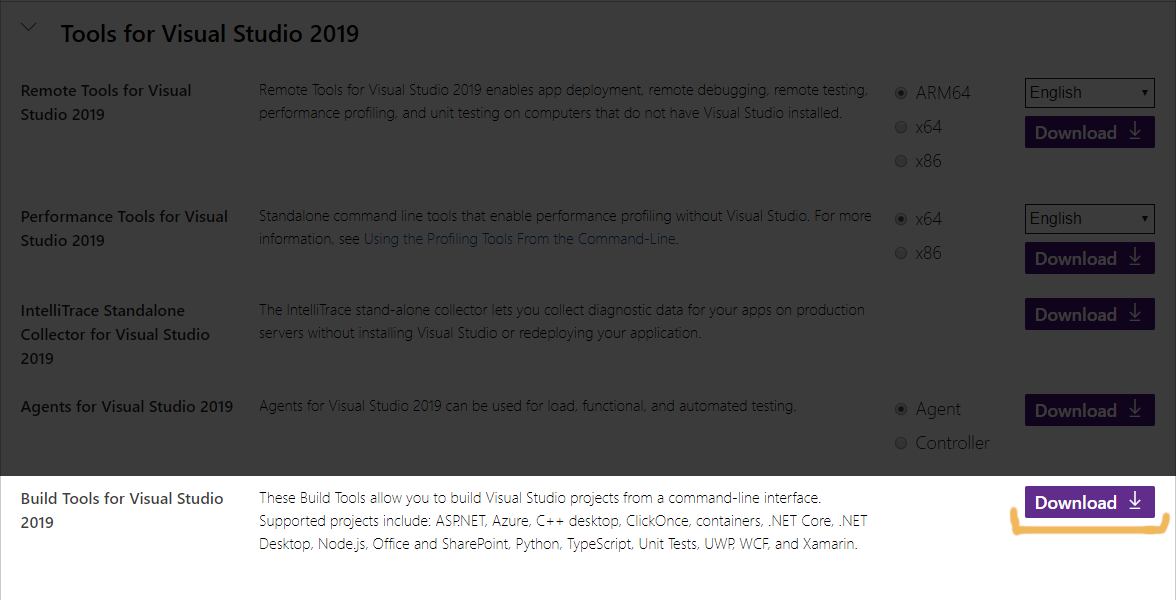 Tools for Visual Studio 2019
Remote Tools for Visual
Studio 2019
Remote Tools for Visual Studio 2019 enables app deployment, remote debugging, remote testing,
performance profiling, and unit testing on computers that do not have Visual Studio installed.
ARM64
x64
x86
English
Download
Performance Tools for Visual
Studio 2019
Standalone command line tools that enable performance profiling without Visual Studio. For more
information, see Using the Profiling Tools From the Command-Line.
x64
x86
English
Download
IntelliTrace Standalone
Collector for Visual Studio
2019
The IntelliTrace stand-alone collector lets you collect diagnostic data for your apps on production
servers without installing Visual Studio or redeploying your application.
Download
Agents for Visual Studio 2019
Agents for Visual Studio 2019 can be used for load, functional, and automated testing.
Agent
Controller
Download
Build Tools for Visual Studio
2019
These Build Tools allow you to build Visual Studio projects from a command-line interface.
Supported projects include: ASP.NET, Azure, C++ desktop, ClickOnce, containers, .NET Core, .NET
Desktop, Node.js, Office and SharePoint, Python, TypeScript, Unit Tests, UWP, WCF, and Xamarin.
Download